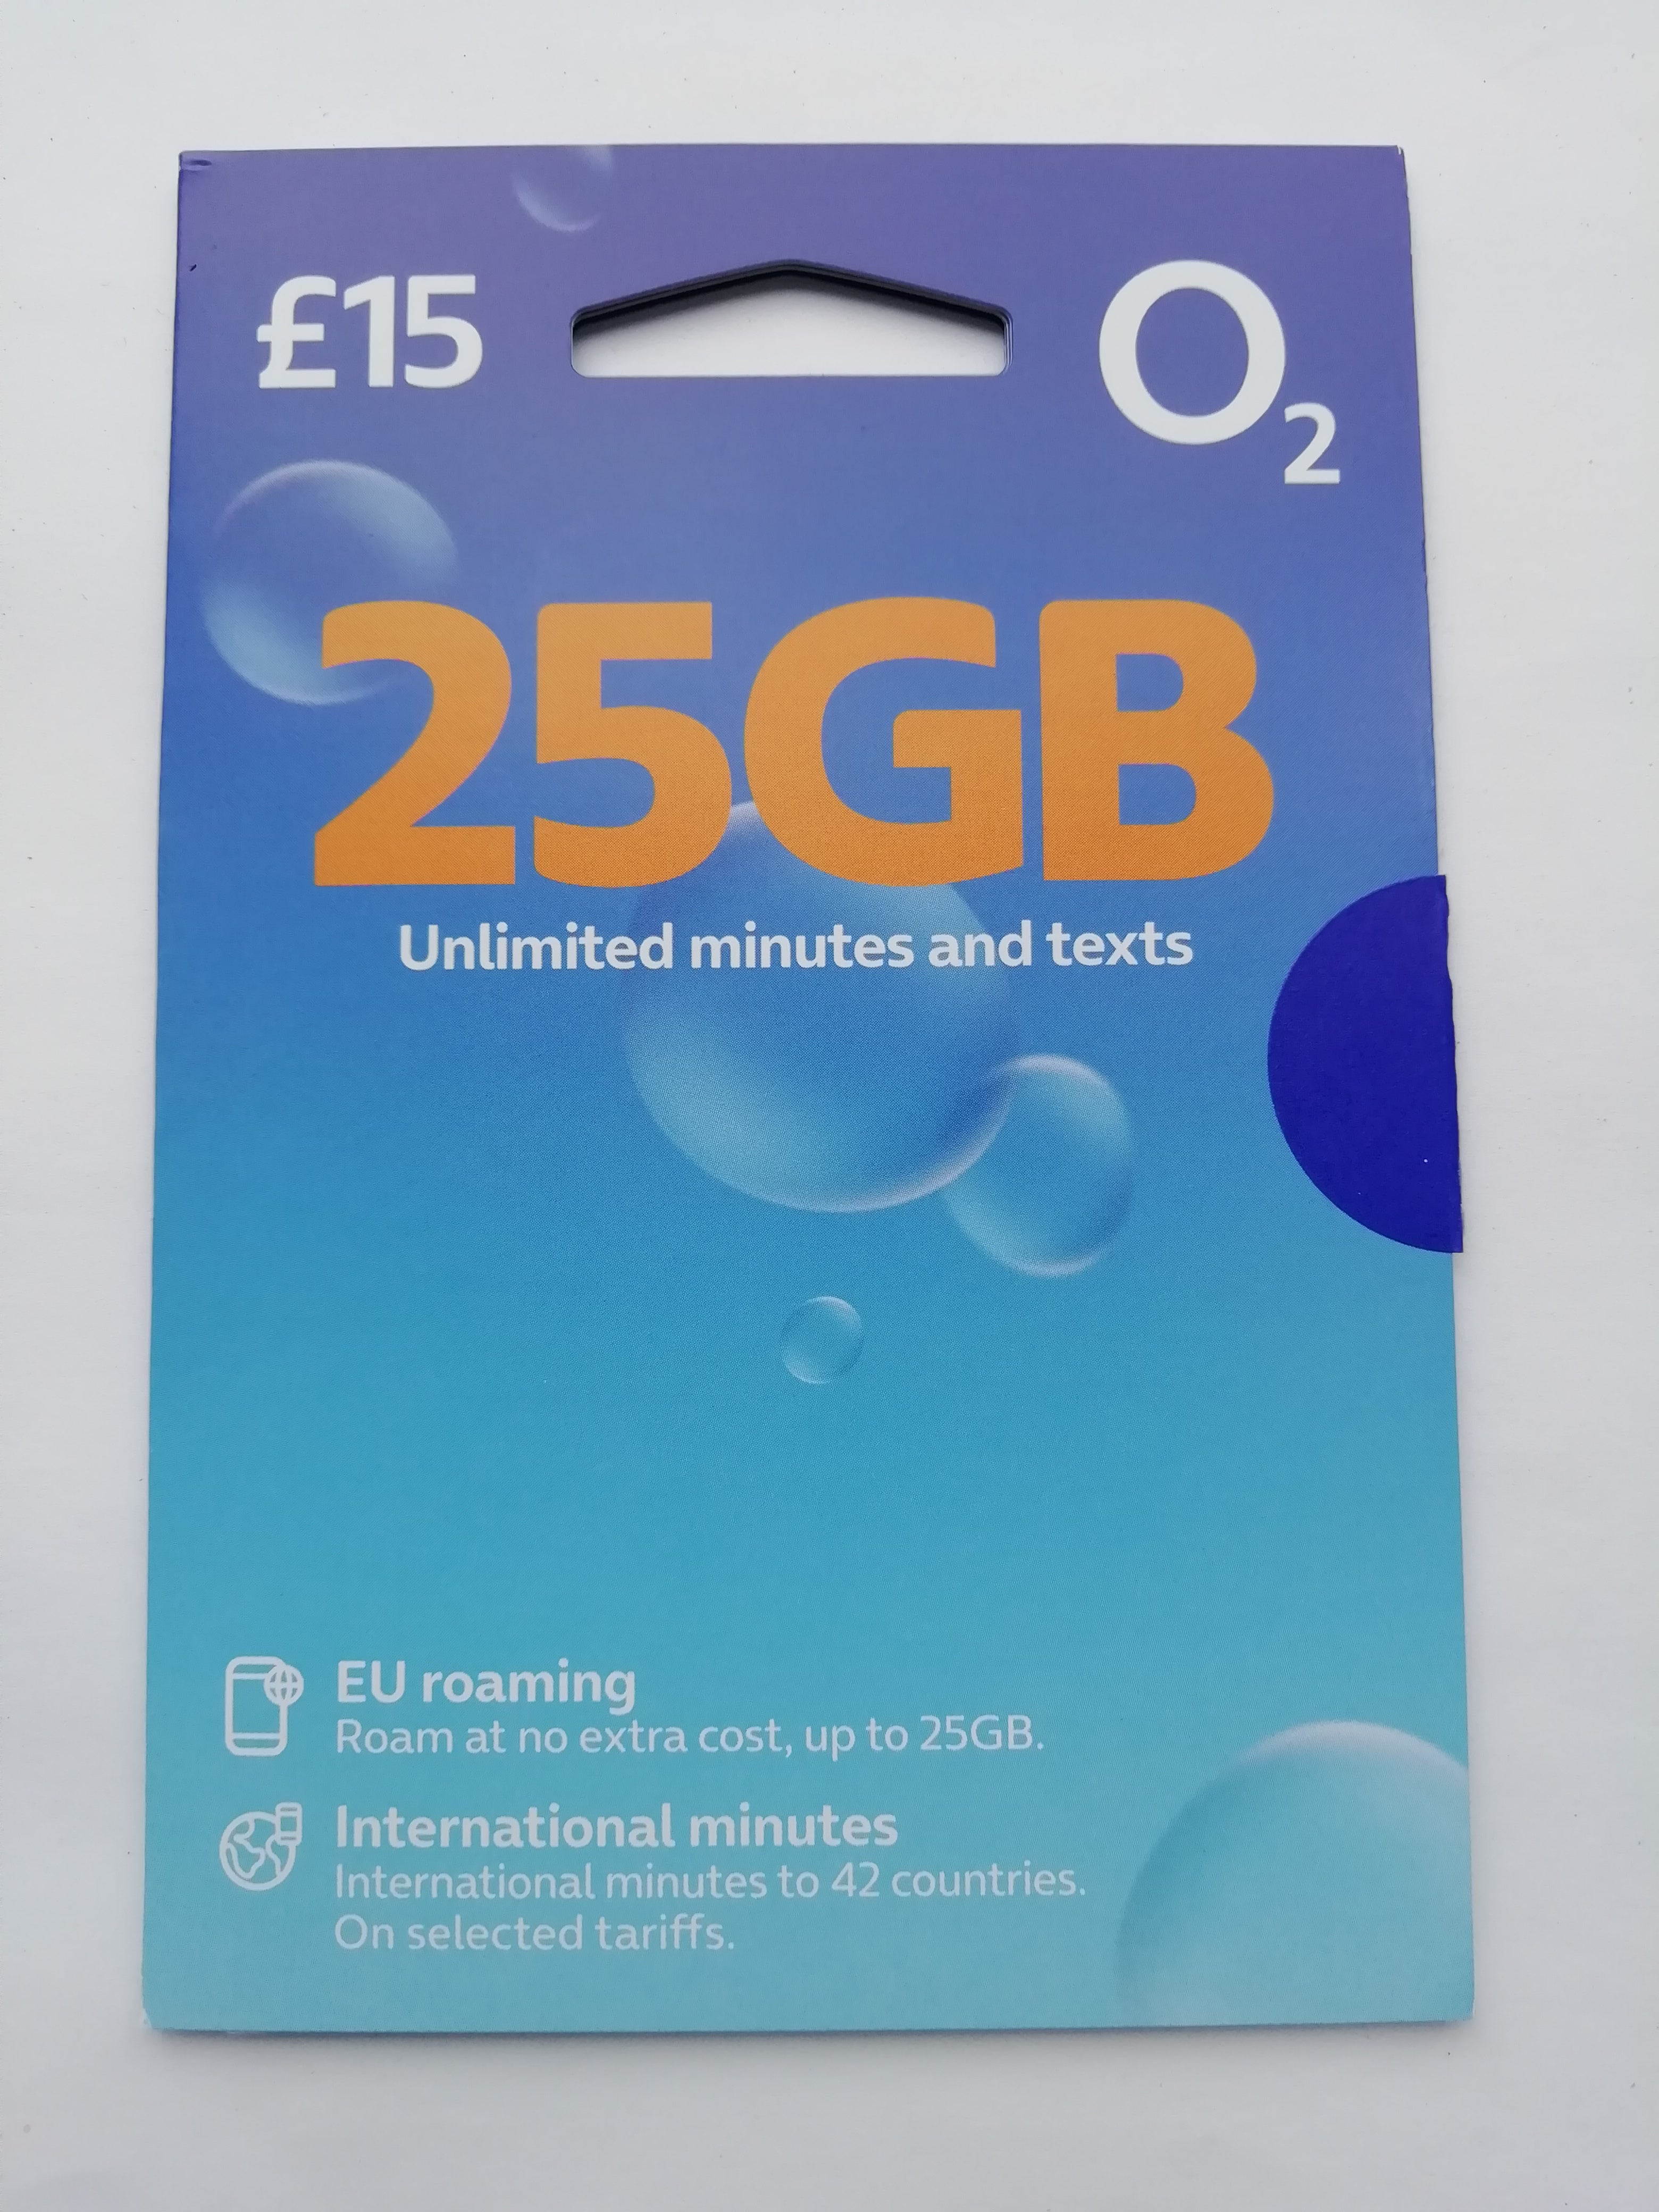 £15
O2
25GB
Unlimited minutes and texts
EU roaming
Roam at no extra cost, up to 25GB.
International minutes
International minutes to 42 countries.
On selected tariffs.